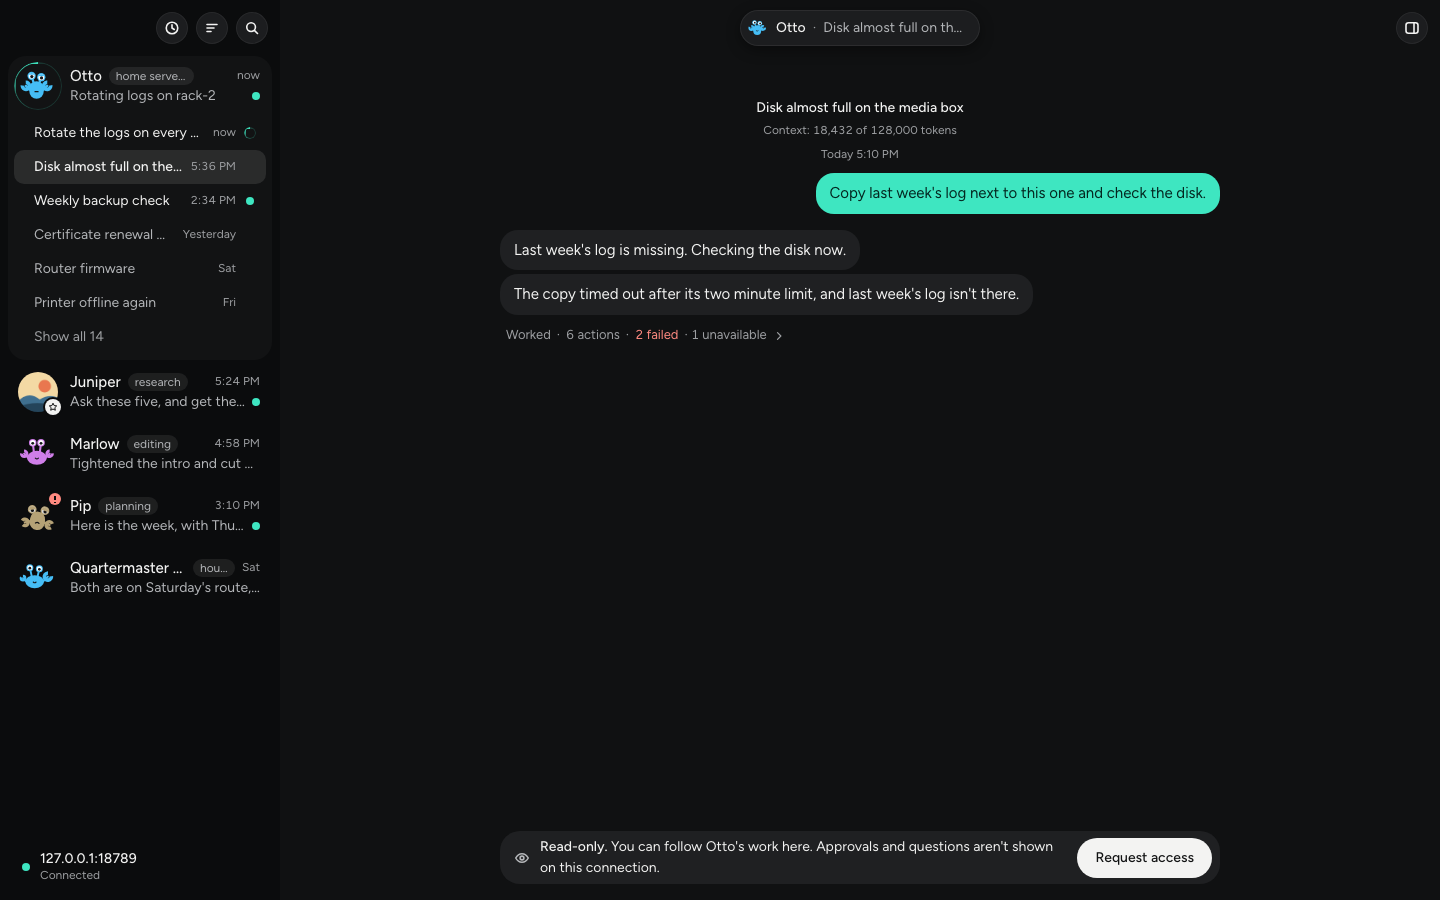 Otto · Disk almost full on th...
Otto home serve... now
Rotating logs on rack-2
Rotate the logs on every ... now
Disk almost full on the... 5:36 PM
Weekly backup check 2:34 PM
Certificate renewal ... Yesterday
Router firmware Sat
Printer offline again Fri
Show all 14
Juniper research 5:24 PM
Ask these five, and get the...
Marlow editing 4:58 PM
Tightened the intro and cut ...
Pip planning 3:10 PM
Here is the week, with Thu...
Quartermaster ... hou... Sat
Both are on Saturday's route,...
127.0.0.1:18789
Connected
Disk almost full on the media box
Context: 18,432 of 128,000 tokens
Today 5:10 PM
Copy last week's log next to this one and check the disk.
Last week's log is missing. Checking the disk now.
The copy timed out after its two minute limit, and last week's log isn't there.
Worked · 6 actions · 2 failed · 1 unavailable
Read-only. You can follow Otto's work here. Approvals and questions aren't shown
on this connection.
Request access